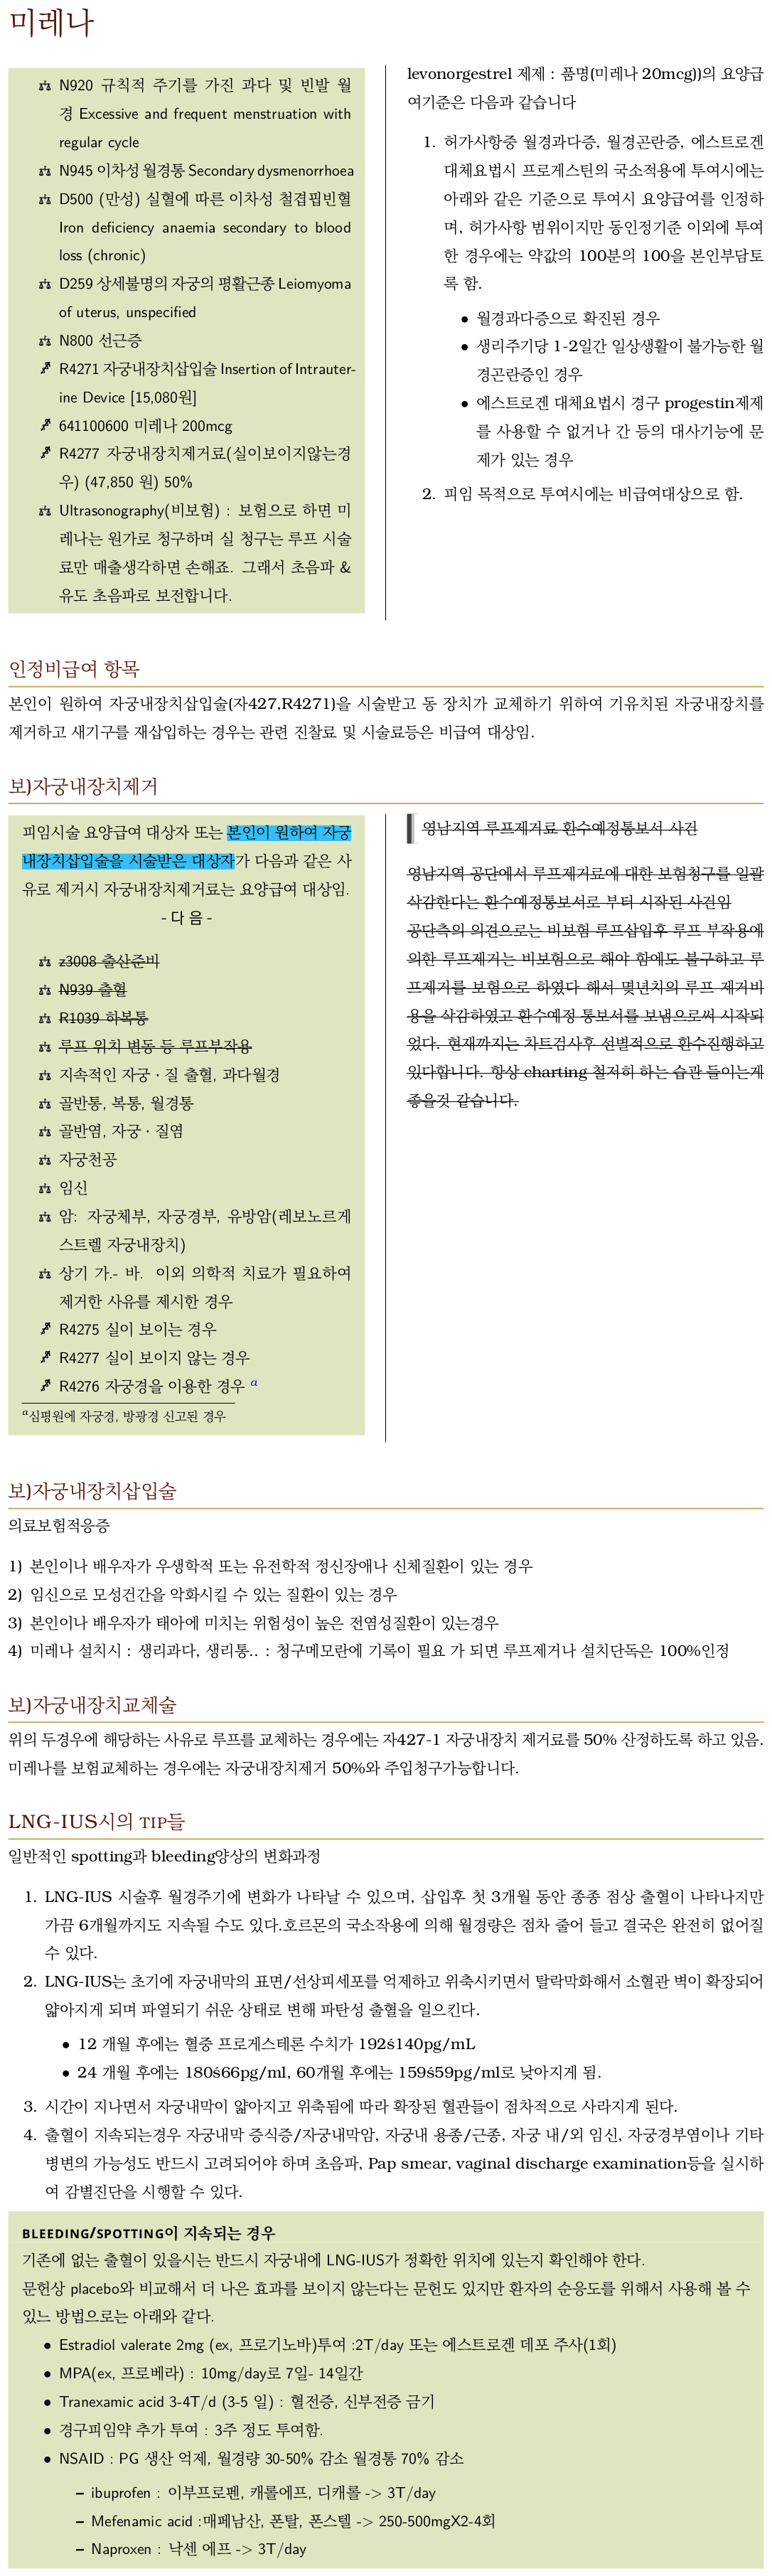 미레나
N920 규칙적 주기를 가진 과다 및 빈발 월
경 Excessive and frequent menstruation with
regular cycle
N945 이차성 월경통 Secondary dysmenorrhoea
D500 (만성) 실혈에 따른 이차성 철겹핍빈혈
Iron deficiency anaemia secondary to blood
loss (chronic)
D259 상세불명의 자궁의 평활근종 Leiomyoma
of uterus, unspecified
N800 선근증
R4271 자궁내장치삽입술 Insertion of Intrauter-
ine Device [15,080원]
641100600 미레나 200mcg
R4277 자궁내장치제거료(실이보이지않는경
우) (47,850 원) 50%
Ultrasonography(비보험) : 보험으로 하면 미
레나는 원가로 청구하며 실 청구는 루프 시술
료만 매출생각하면 손해죠. 그래서 초음파 &
유도 초음파로 보전합니다.
levonorgestrel 제제 : 품명(미레나 20mcg))의 요양급
여기준은 다음과 같습니다
1. 허가사항중 월경과다증, 월경곤란증, 에스트로겐
대체요법시 프로게스틴의 국소적용에 투여시에는
아래와 같은 기준으로 투여시 요양급여를 인정하
며, 허가사항 범위이지만 동인정기준 이외에 투여
한 경우에는 약값의 100분의 100을 본인부담토
록 함.
• 월경과다증으로 확진된 경우
• 생리주기당 1-2일간 일상생활이 불가능한 월
경곤란증인 경우
• 에스트로겐 대체요법시 경구 progestin제제
를 사용할 수 없거나 간 등의 대사기능에 문
제가 있는 경우
2. 피임 목적으로 투여시에는 비급여대상으로 함.
인정비급여 항목
본인이 원하여 자궁내장치삽입술(자427,R4271)을 시술받고 동 장치가 교체하기 위하여 기유치된 자궁내장치를
제거하고 새기구를 재삽입하는 경우는 관련 진찰료 및 시술료등은 비급여 대상임.
보)자궁내장치제거
피임시술 요양급여 대상자 또는 본인이 원하여 자궁
내장치삽입술을 시술받은 대상자가 다음과 같은 사
유로 제거시 자궁내장치제거료는 요양급여 대상임.
- 다 음 -
z3008 출산준비
N939 출혈
R1039 하복통
루프 위치 변동 등 루프부작용
지속적인 자궁 · 질 출혈, 과다월경
골반통, 복통, 월경통
골반염, 자궁 · 질염
자궁천공
임신
암: 자궁체부, 자궁경부, 유방암(레보노르게
스트렐 자궁내장치)
상기 가.- 바. 이외 의학적 치료가 필요하여
제거한 사유를 제시한 경우
R4275 실이 보이는 경우
R4277 실이 보이지 않는 경우
R4276 자궁경을 이용한 경우 a
a심평원에 자궁경, 방광경 신고된 경우
영남지역 루프제거료 환수예정통보서 사건
영남지역 공단에서 루프제거료에 대한 보험청구를 일괄
삭감한다는 환수예정통보서로 부터 시작된 사건임
공단측의 의견으로는 비보험 루프삽입후 루프 부작용에
의한 루프제거는 비보험으로 해야 함에도 불구하고 루
프제거를 보험으로 하였다 해서 몇년치의 루프 제거비
용을 삭감하였고 환수예정 통보서를 보냄으로써 시작되
었다. 현재까지는 차트검사후 선별적으로 환수진행하고
있다합니다. 항상 charting 철저히 하는 습관 들이는게
좋을것 같습니다.
보)자궁내장치삽입술
의료보험적응증
1) 본인이나 배우자가 우생학적 또는 유전학적 정신장애나 신체질환이 있는 경우
2) 임신으로 모성건간을 악화시킬 수 있는 질환이 있는 경우
3) 본인이나 배우자가 태아에 미치는 위험성이 높은 전염성질환이 있는경우
4) 미레나 설치시 : 생리과다, 생리통.. : 청구메모란에 기록이 필요 가 되면 루프제거나 설치단독은 100%인정
보)자궁내장치교체술
위의 두경우에 해당하는 사유로 루프를 교체하는 경우에는 자427-1 자궁내장치 제거료를 50% 산정하도록 하고 있음.
미레나를 보험교체하는 경우에는 자궁내장치제거 50%와 주입청구가능합니다.
LNG-IUS시의 TIP들
일반적인 spotting과 bleeding양상의 변화과정
1. LNG-IUS 시술후 월경주기에 변화가 나타날 수 있으며, 삽입후 첫 3개월 동안 종종 점상 출혈이 나타나지만
가끔 6개월까지도 지속될 수도 있다.호르몬의 국소작용에 의해 월경량은 점차 줄어 들고 결국은 완전히 없어질
수 있다.
2. LNG-IUS는 초기에 자궁내막의 표면/선상피세포를 억제하고 위축시키면서 탈락막화해서 소혈관 벽이 확장되어
얇아지게 되며 파열되기 쉬운 상태로 변해 파탄성 출혈을 일으킨다.
• 12 개월 후에는 혈중 프로게스테론 수치가 192ś140pg/mL
• 24 개월 후에는 180ś66pg/ml, 60개월 후에는 159ś59pg/ml로 낮아지게 됨.
3. 시간이 지나면서 자궁내막이 얇아지고 위축됨에 따라 확장된 혈관들이 점차적으로 사라지게 된다.
4. 출혈이 지속되는경우 자궁내막 증식증/자궁내막암, 자궁내 용종/근종, 자궁 내/외 임신, 자궁경부염이나 기타
병변의 가능성도 반드시 고려되어야 하며 초음파, Pap smear, vaginal discharge examination등을 실시하
여 감별진단을 시행할 수 있다.
BLEEDING/SPOTTING이 지속되는 경우
기존에 없는 출혈이 있을시는 반드시 자궁내에 LNG-IUS가 정확한 위치에 있는지 확인해야 한다.
문헌상 placebo와 비교해서 더 나은 효과를 보이지 않는다는 문헌도 있지만 환자의 순응도를 위해서 사용해 볼 수
있느 방법으로는 아래와 같다.
• Estradiol valerate 2mg (ex, 프로기노바)투여 :2T/day 또는 에스트로겐 데포 주사(1회)
• MPA(ex, 프로베라) : 10mg/day로 7일- 14일간
• Tranexamic acid 3-4T/d (3-5 일) : 혈전증, 신부전증 금기
• 경구피임약 추가 투여 : 3주 정도 투여함.
• NSAID : PG 생산 억제, 월경량 30-50% 감소 월경통 70% 감소
– ibuprofen : 이부프로펜, 캐롤에프, 디캐롤 -> 3T/day
– Mefenamic acid :매페남산, 폰탈, 폰스텔 -> 250-500mgX2-4회
– Naproxen : 낙센 에프 -> 3T/day